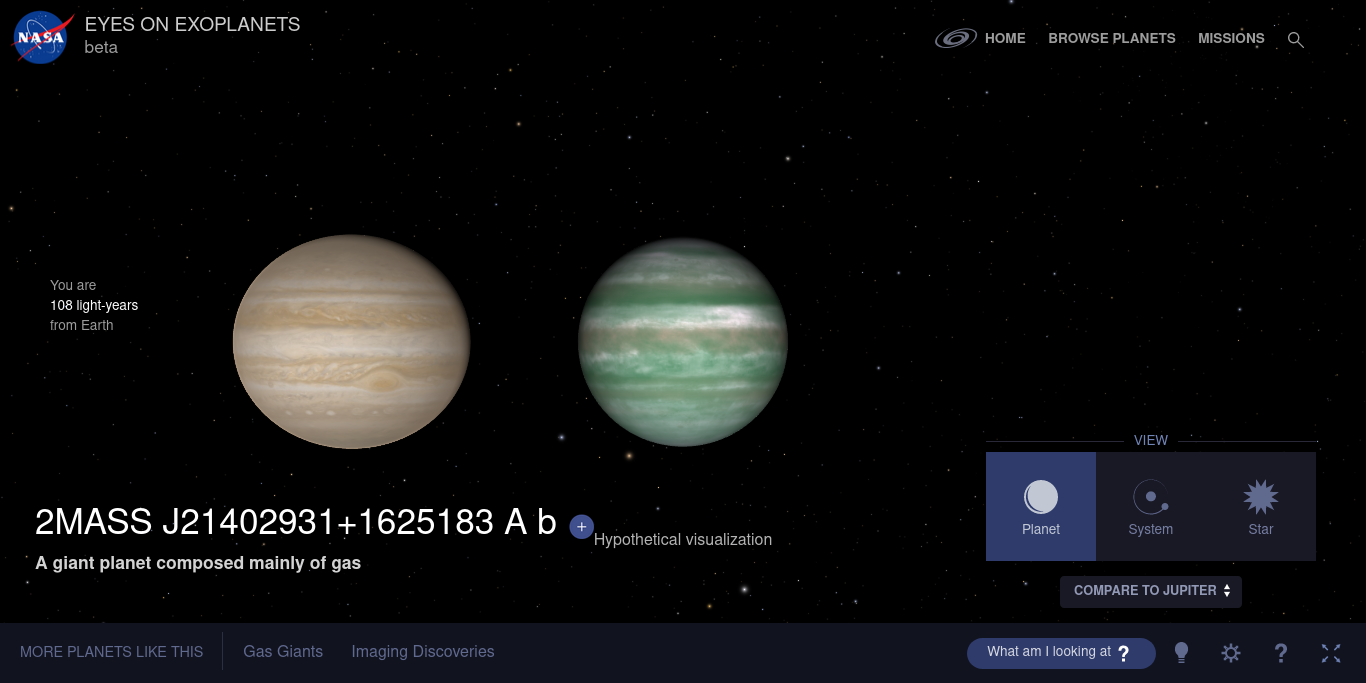 NASA
EYES ON EXOPLANETS
beta
HOME
BROWSE PLANETS
MISSIONS
You are
108 light-years
from Earth
VIEW
Planet
System
Star
2MASS J21402931+1625183 A b +
Hypothetical visualization
A giant planet composed mainly of gas
COMPARE TO JUPITER
MORE PLANETS LIKE THIS
Gas Giants
Imaging Discoveries
What am I looking at ?
?